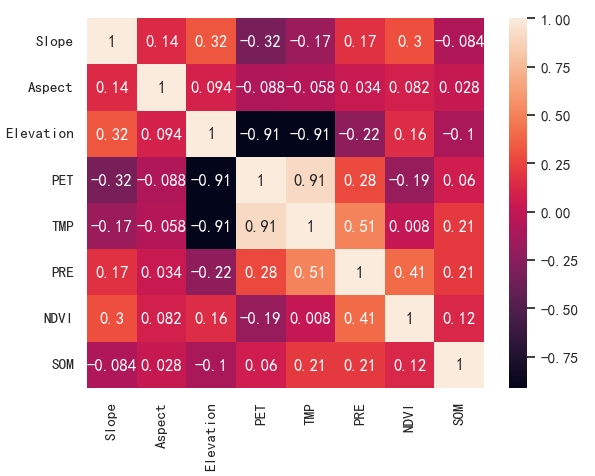 Slope 1 0.14 0.32 -0.32 -0.17 0.17 0.3 -0.084
Aspect 0.14 1 0.094 -0.088 -0.058 0.034 0.082 0.028
Elevation 0.32 0.094 1 -0.91 -0.91 -0.22 0.16 -0.1
PET -0.32 -0.088 -0.91 1 0.91 0.28 -0.19 0.06
TMP -0.17 -0.058 -0.91 0.91 1 0.51 0.008 0.21
PRE 0.17 0.034 -0.22 0.28 0.51 1 0.41 0.21
NDVI 0.3 0.082 0.16 -0.19 0.008 0.41 1 0.12
SOM -0.084 0.028 -0.1 0.06 0.21 0.21 0.12 1
Slope Aspect Elevation PET TMP PRE NDVI SOM
1.00
0.75
0.50
0.25
0.00
-0.25
-0.50
-0.75